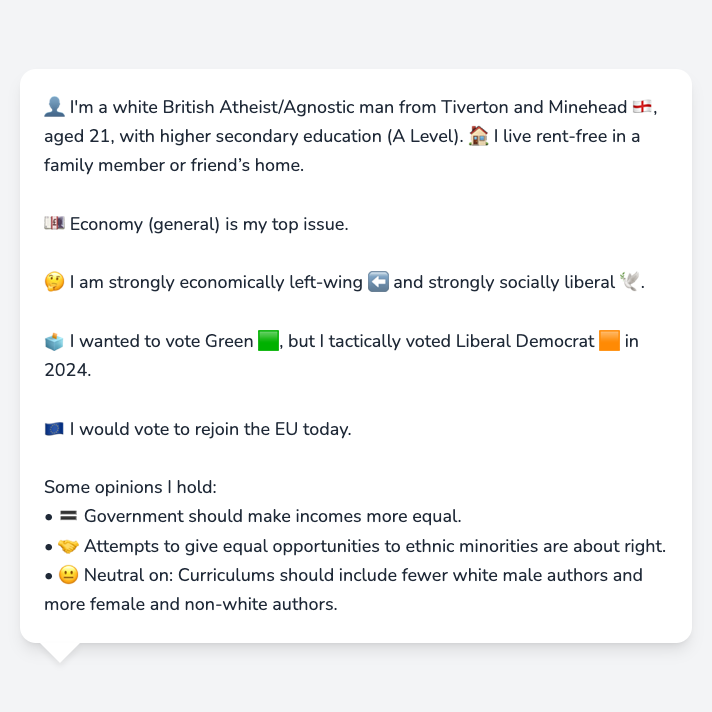 👤 I'm a white British Atheist/Agnostic man from Tiverton and Minehead 🏴󠁧󠁢󠁥󠁮󠁧󠁿,
aged 21, with higher secondary education (A Level). 🏠 I live rent-free in a
family member or friend’s home.
💷 Economy (general) is my top issue.
🤔 I am strongly economically left-wing ⬅️ and strongly socially liberal 🕊️.
🗳️ I wanted to vote Green 🟩, but I tactically voted Liberal Democrat 🟧 in
2024.
🇪🇺 I would vote to rejoin the EU today.
Some opinions I hold:
• 🟰 Government should make incomes more equal.
• 🤝 Attempts to give equal opportunities to ethnic minorities are about right.
• 😐 Neutral on: Curriculums should include fewer white male authors and
more female and non-white authors.